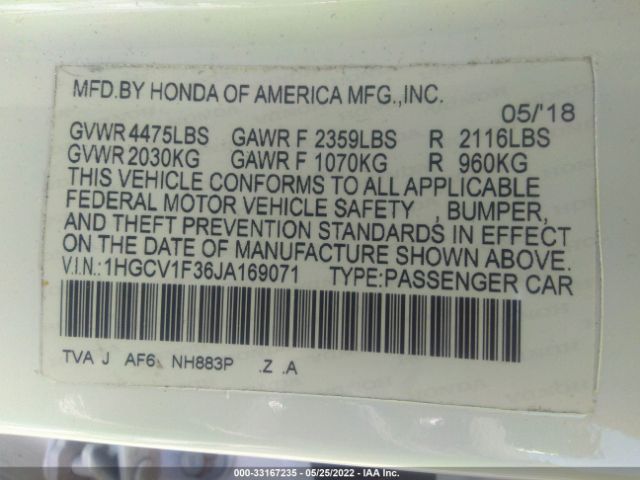 MFD.BY HONDA OF AMERICA MFG.,INC.
05/'18
GVWR 4475LBS GAWR F 2359LBS R 2116LBS
GVWR 2030KG GAWR F 1070KG R 960KG
THIS VEHICLE CONFORMS TO ALL APPLICABLE
FEDERAL MOTOR VEHICLE SAFETY , BUMPER,
AND THEFT PREVENTION STANDARDS IN EFFECT
ON THE DATE OF MANUFACTURE SHOWN ABOVE.
V.I.N.:1HGCV1F36JA169071 TYPE:PASSENGER CAR
TVA J AF6 NH883P .Z .A
000-33167235 - 05/25/2022 - IAA Inc.